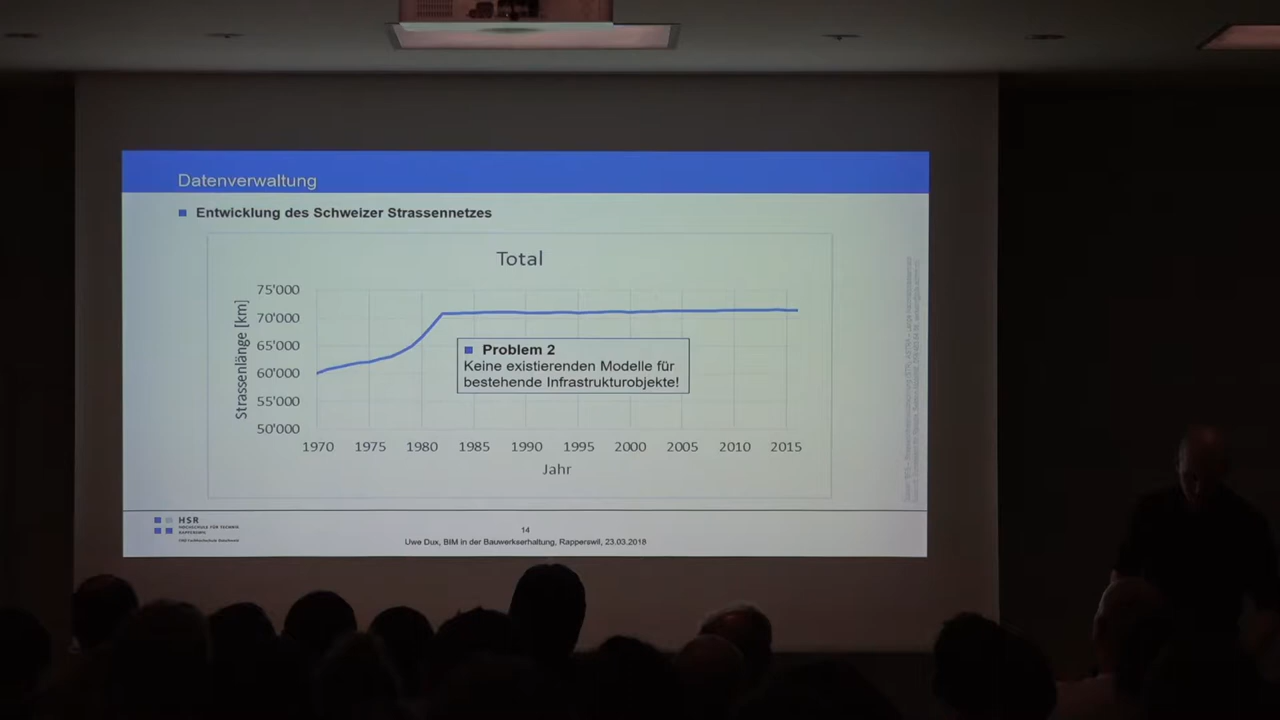 Datenverwaltung
Entwicklung des Schweizer Strassennetzes
Total
75'000
70'000
65'000
60'000
55'000
50'000
Strassenlänge [km]
Problem 2
Keine existierenden Modelle für
bestehende Infrastrukturobjekte!
1970 1975 1980 1985 1990 1995 2000 2005 2010 2015
Jahr
HSR
HOCHSCHULE FÜR TECHNIK
RAPPERSWIL
14
Uwe Dux, BIM in der Bauwerkserhaltung, Rapperswil, 23.03.2018